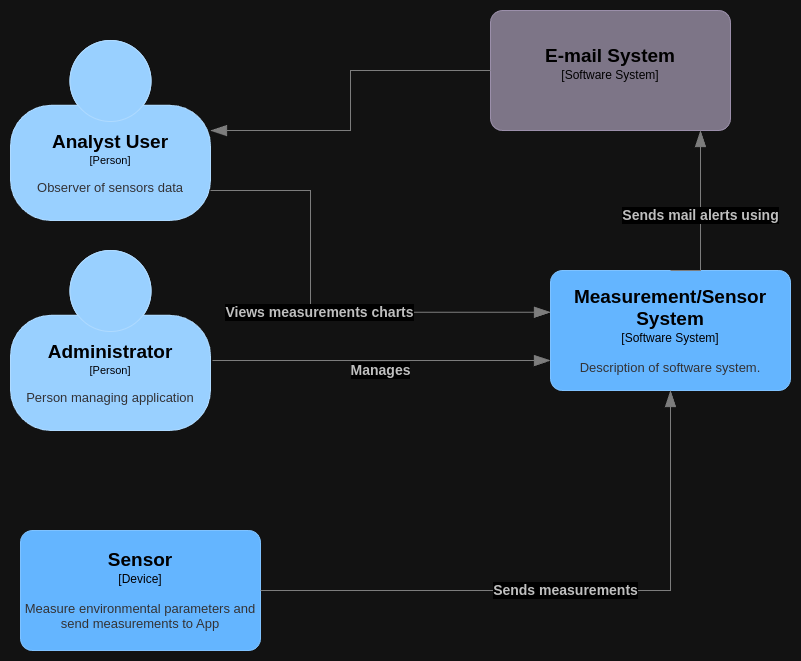 E-mail System
[Software System]
Analyst User
[Person]
Observer of sensors data
Sends mail alerts using
Measurement/Sensor
System
[Software System]
Description of software system.
Views measurements charts
Administrator
[Person]
Person managing application
Manages
Sensor
[Device]
Measure environmental parameters and
send measurements to App
Sends measurements